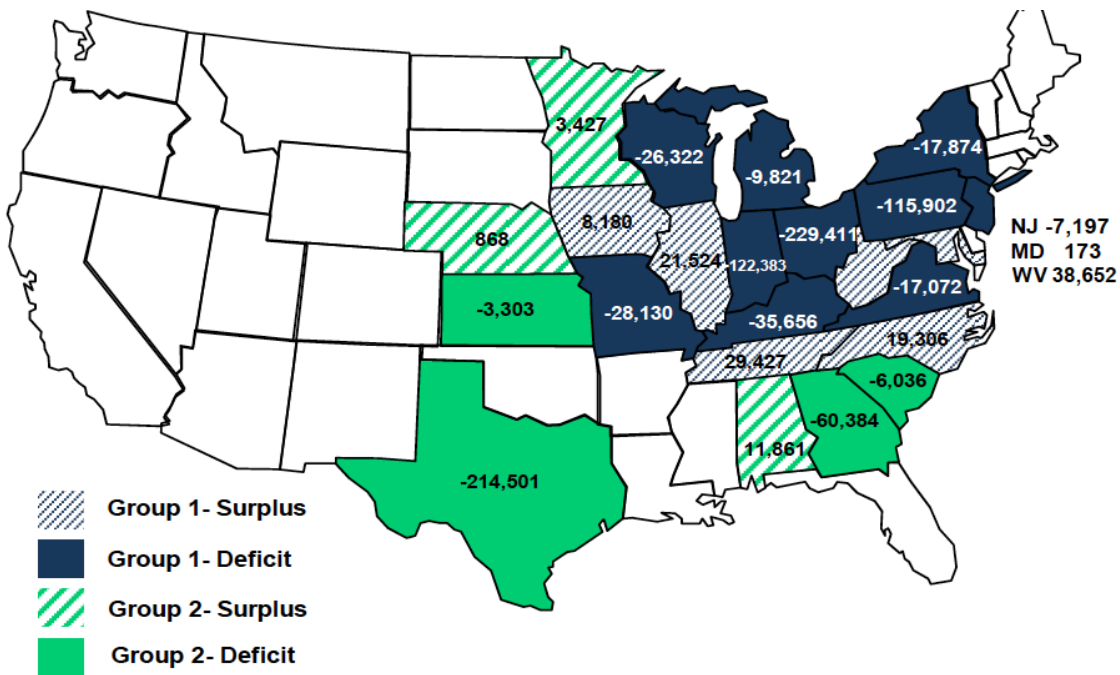 3,427
-26,322
-9,821
-17,874
-115,902
NJ -7,197
MD 173
WV 38,652
8,180
868
21,524
-122,383
-229,411
-17,072
-3,303
-28,130
-35,656
19,306
29,427
-6,036
-60,384
11,861
-214,501
Group 1- Surplus
Group 1- Deficit
Group 2- Surplus
Group 2- Deficit